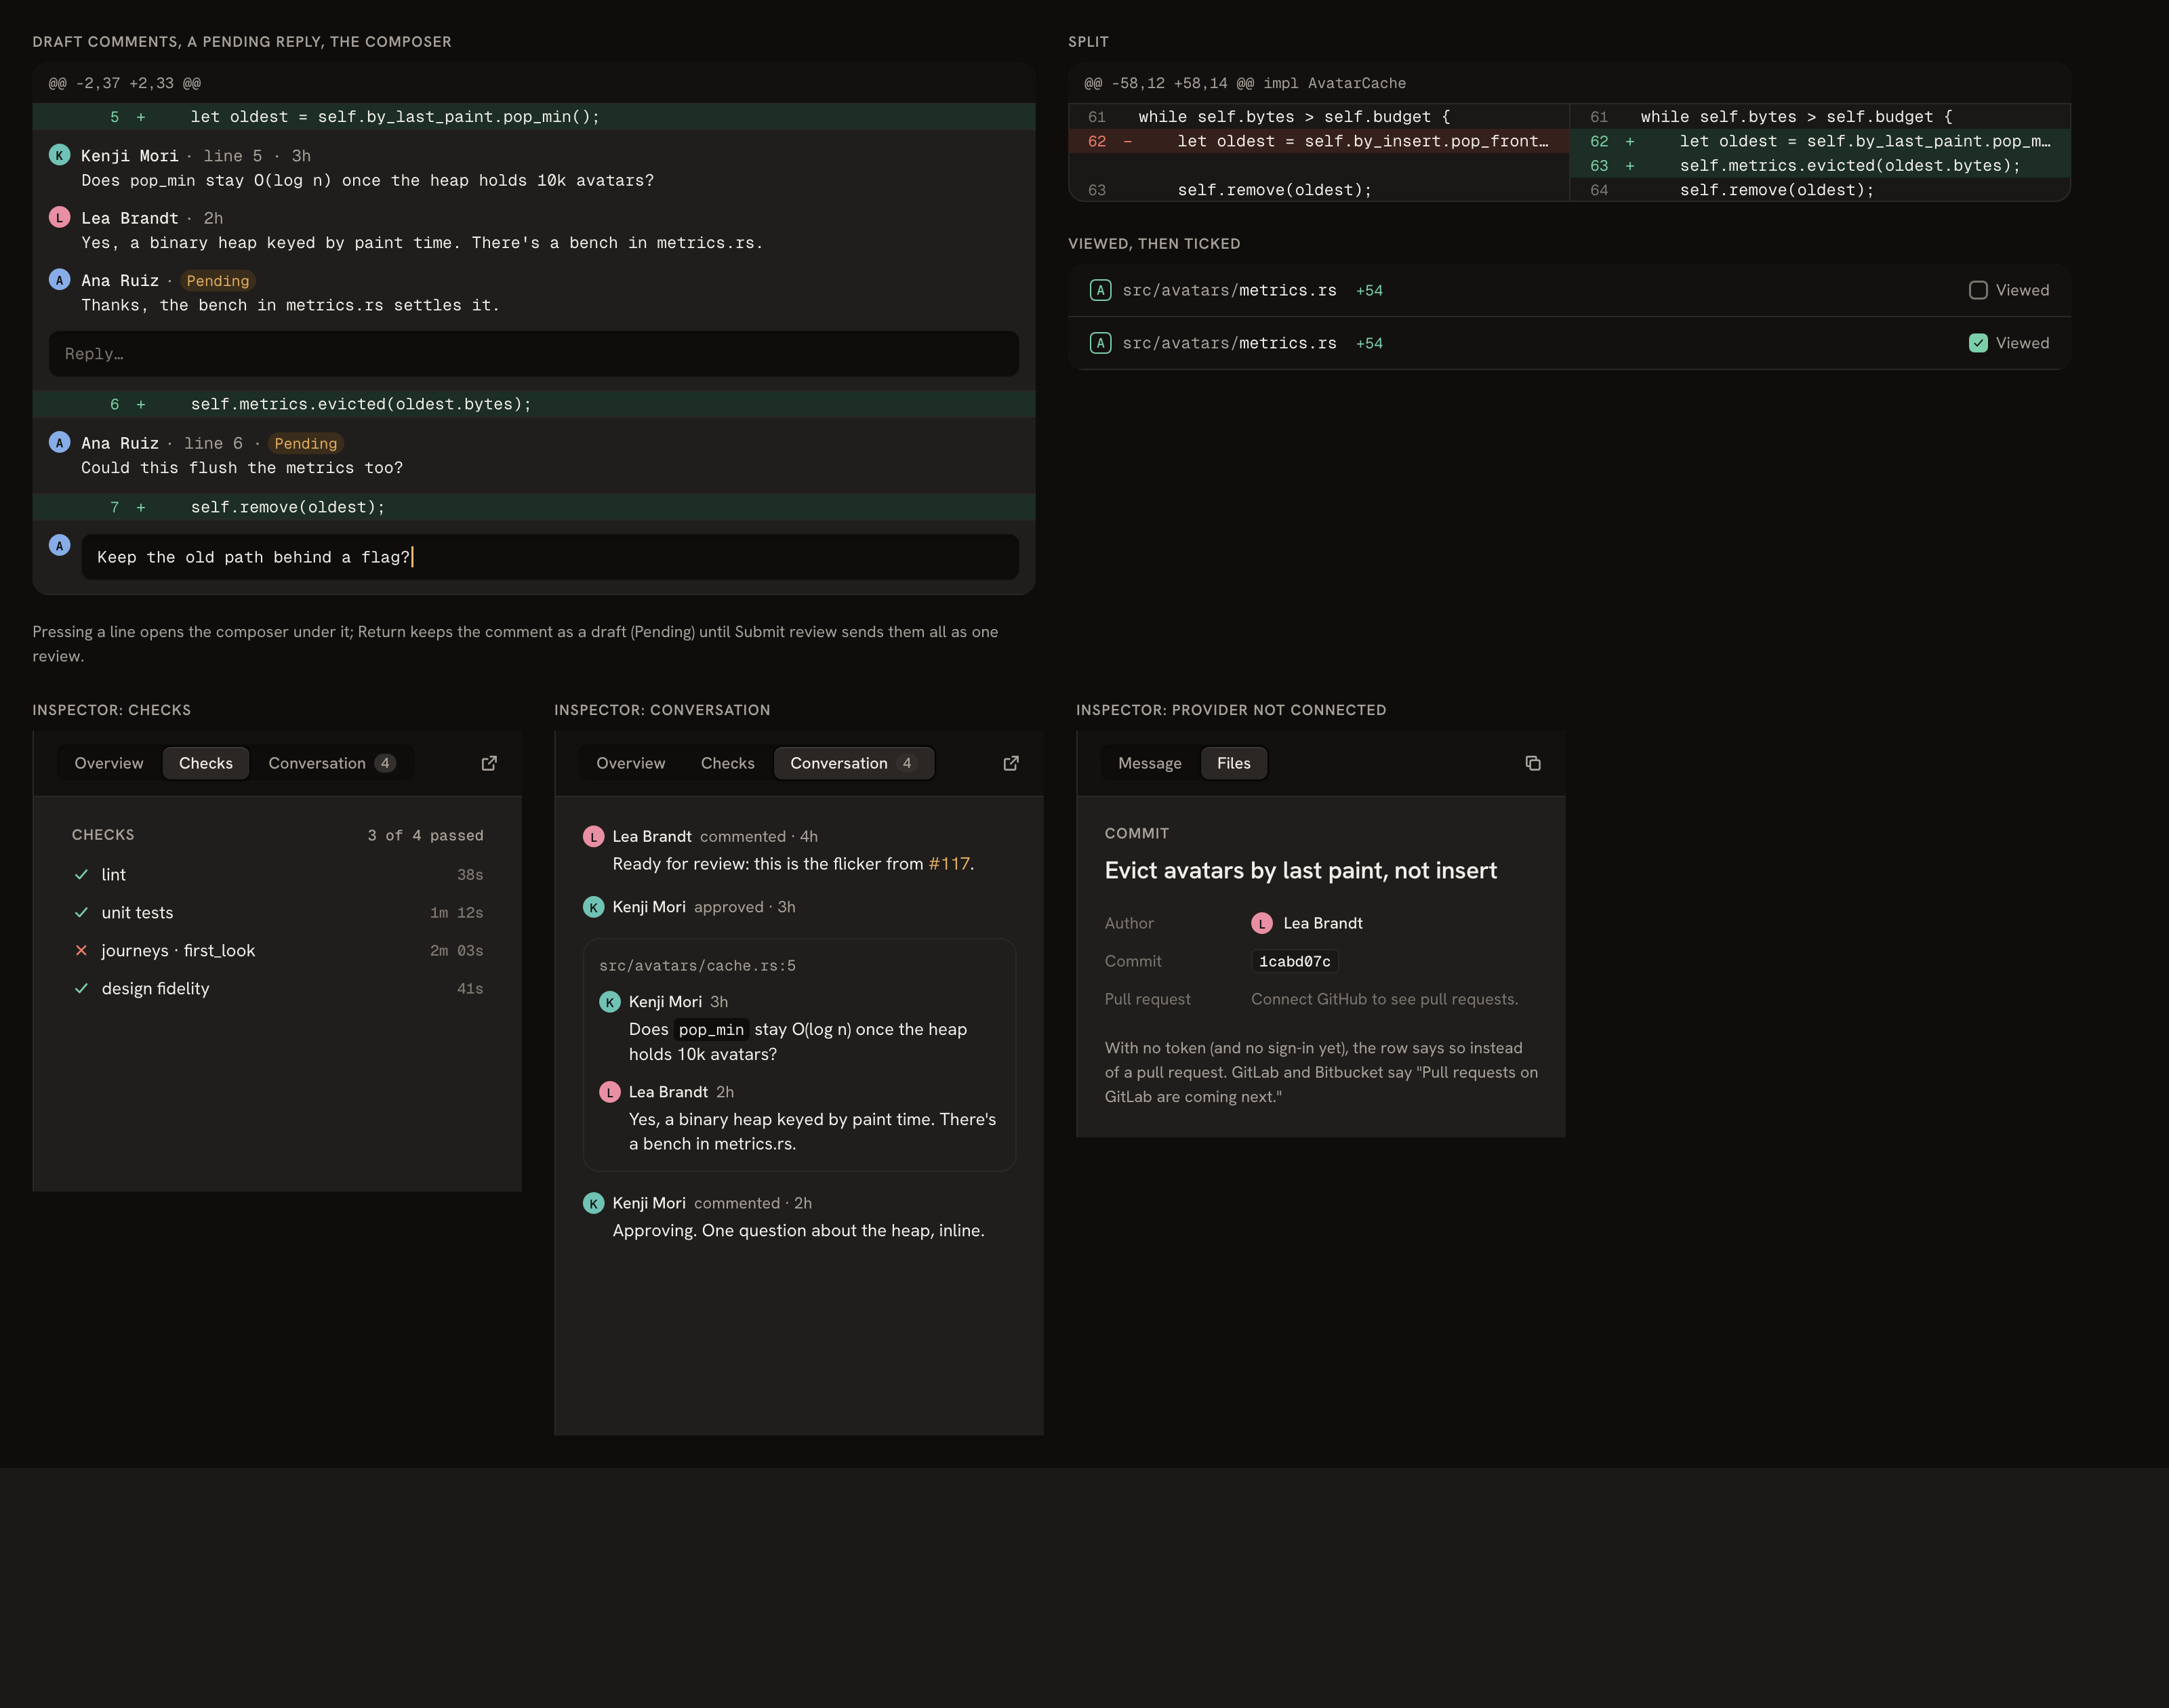 DRAFT COMMENTS, A PENDING REPLY, THE COMPOSER
@@ -2,37 +2,33 @@
5 + let oldest = self.by_last_paint.pop_min();
K Kenji Mori · line 5 · 3h
Does pop_min stay O(log n) once the heap holds 10k avatars?
L Lea Brandt · 2h
Yes, a binary heap keyed by paint time. There's a bench in metrics.rs.
A Ana Ruiz · Pending
Thanks, the bench in metrics.rs settles it.
Reply…
6 + self.metrics.evicted(oldest.bytes);
A Ana Ruiz · line 6 · Pending
Could this flush the metrics too?
7 + self.remove(oldest);
A Keep the old path behind a flag?
Pressing a line opens the composer under it; Return keeps the comment as a draft (Pending) until Submit review sends them all as one
review.
SPLIT
@@ -58,12 +58,14 @@ impl AvatarCache
61 while self.bytes > self.budget {
62 − let oldest = self.by_insert.pop_front…
63 self.remove(oldest);
61 while self.bytes > self.budget {
62 + let oldest = self.by_last_paint.pop_m…
63 + self.metrics.evicted(oldest.bytes);
64 self.remove(oldest);
VIEWED, THEN TICKED
A src/avatars/metrics.rs +54 Viewed
A src/avatars/metrics.rs +54 Viewed
INSPECTOR: CHECKS
Overview Checks Conversation 4
CHECKS 3 of 4 passed
lint 38s
unit tests 1m 12s
journeys · first_look 2m 03s
design fidelity 41s
INSPECTOR: CONVERSATION
Overview Checks Conversation 4
L Lea Brandt commented · 4h
Ready for review: this is the flicker from #117.
K Kenji Mori approved · 3h
src/avatars/cache.rs:5
K Kenji Mori 3h
Does pop_min stay O(log n) once the heap
holds 10k avatars?
L Lea Brandt 2h
Yes, a binary heap keyed by paint time. There's
a bench in metrics.rs.
K Kenji Mori commented · 2h
Approving. One question about the heap, inline.
INSPECTOR: PROVIDER NOT CONNECTED
Message Files
COMMIT
Evict avatars by last paint, not insert
Author L Lea Brandt
Commit 1cabd07c
Pull request Connect GitHub to see pull requests.
With no token (and no sign-in yet), the row says so instead
of a pull request. GitLab and Bitbucket say "Pull requests on
GitLab are coming next."